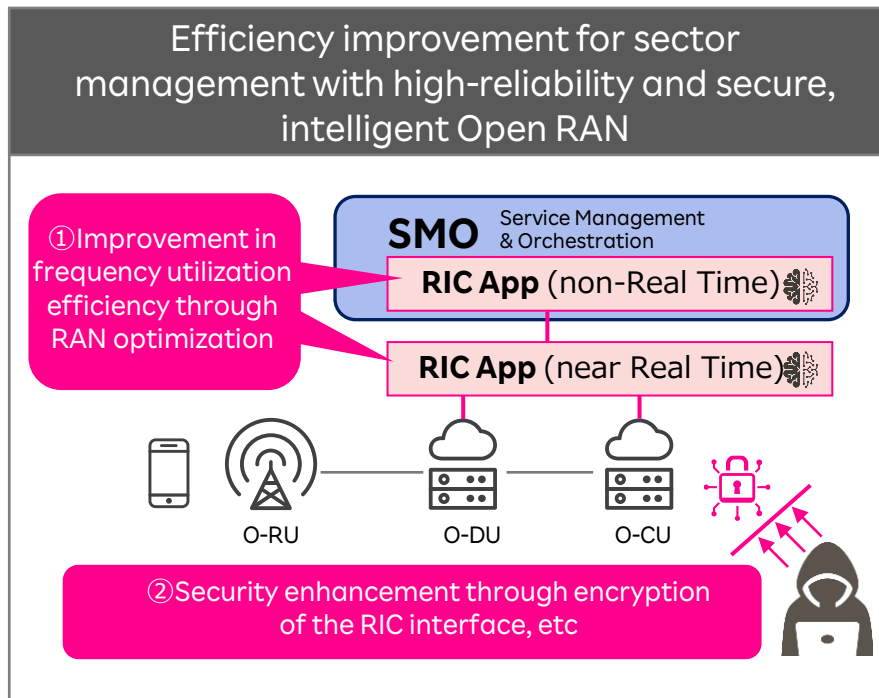 Efficiency improvement for sector
management with high-reliability and secure,
intelligent Open RAN
①Improvement in
frequency utilization
efficiency through
RAN optimization
SMO Service Management
& Orchestration
RIC App (non-Real Time)
RIC App (near Real Time)
O-RU O-DU O-CU
②Security enhancement through encryption
of the RIC interface, etc